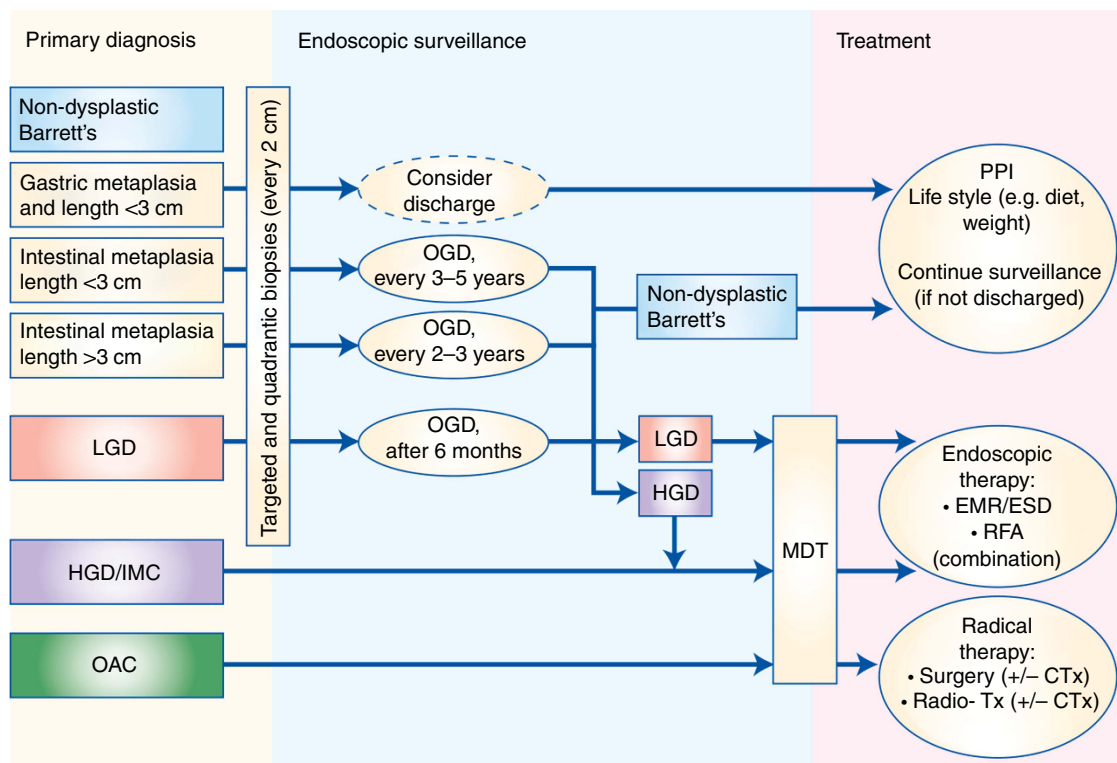 Primary diagnosis
Endoscopic surveillance
Treatment
Non-dysplastic
Barrett's
Gastric metaplasia
and length <3 cm
Intestinal metaplasia
length <3 cm
Intestinal metaplasia
length >3 cm
LGD
HGD/IMC
OAC
Targeted and quadrantic biopsies (every 2 cm)
Consider
discharge
OGD,
every 3–5 years
OGD,
every 2–3 years
OGD,
after 6 months
Non-dysplastic
Barrett's
LGD
HGD
MDT
PPI
Life style (e.g. diet,
weight)
Continue surveillance
(if not discharged)
Endoscopic
therapy:
• EMR/ESD
• RFA
(combination)
Radical
therapy:
• Surgery (+/– CTx)
• Radio- Tx (+/– CTx)